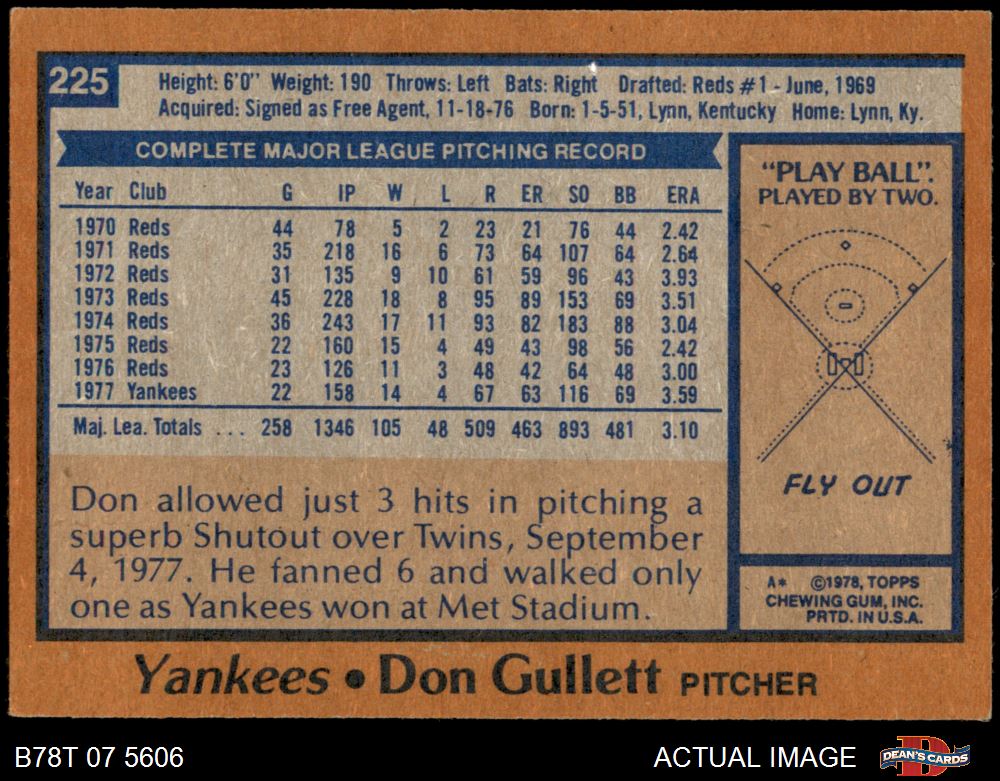 225
Height: 6'0" Weight: 190 Throws: Left Bats: Right Drafted: Reds #1 - June, 1969
Acquired: Signed as Free Agent, 11-18-76 Born: 1-5-51, Lynn, Kentucky Home: Lynn, Ky.
COMPLETE MAJOR LEAGUE PITCHING RECORD
Year Club G IP W L R ER SO BB ERA
1970 Reds 44 78 5 2 23 21 76 44 2.42
1971 Reds 35 218 16 6 73 64 107 64 2.64
1972 Reds 31 135 9 10 61 59 96 43 3.93
1973 Reds 45 228 18 8 95 89 153 69 3.51
1974 Reds 36 243 17 11 93 82 183 88 3.04
1975 Reds 22 160 15 4 49 43 98 56 2.42
1976 Reds 23 126 11 3 48 42 64 48 3.00
1977 Yankees 22 158 14 4 67 63 116 69 3.59
Maj. Lea. Totals ... 258 1346 105 48 509 463 893 481 3.10
Don allowed just 3 hits in pitching a
superb Shutout over Twins, September
4, 1977. He fanned 6 and walked only
one as Yankees won at Met Stadium.
"PLAY BALL".
PLAYED BY TWO.
FLY OUT
A* ©1978, TOPPS
CHEWING GUM, INC.
PRTD. IN U.S.A.
Yankees • Don Gullett PITCHER
B78T 07 5606
ACTUAL IMAGE
D
DEAN'S CARDS